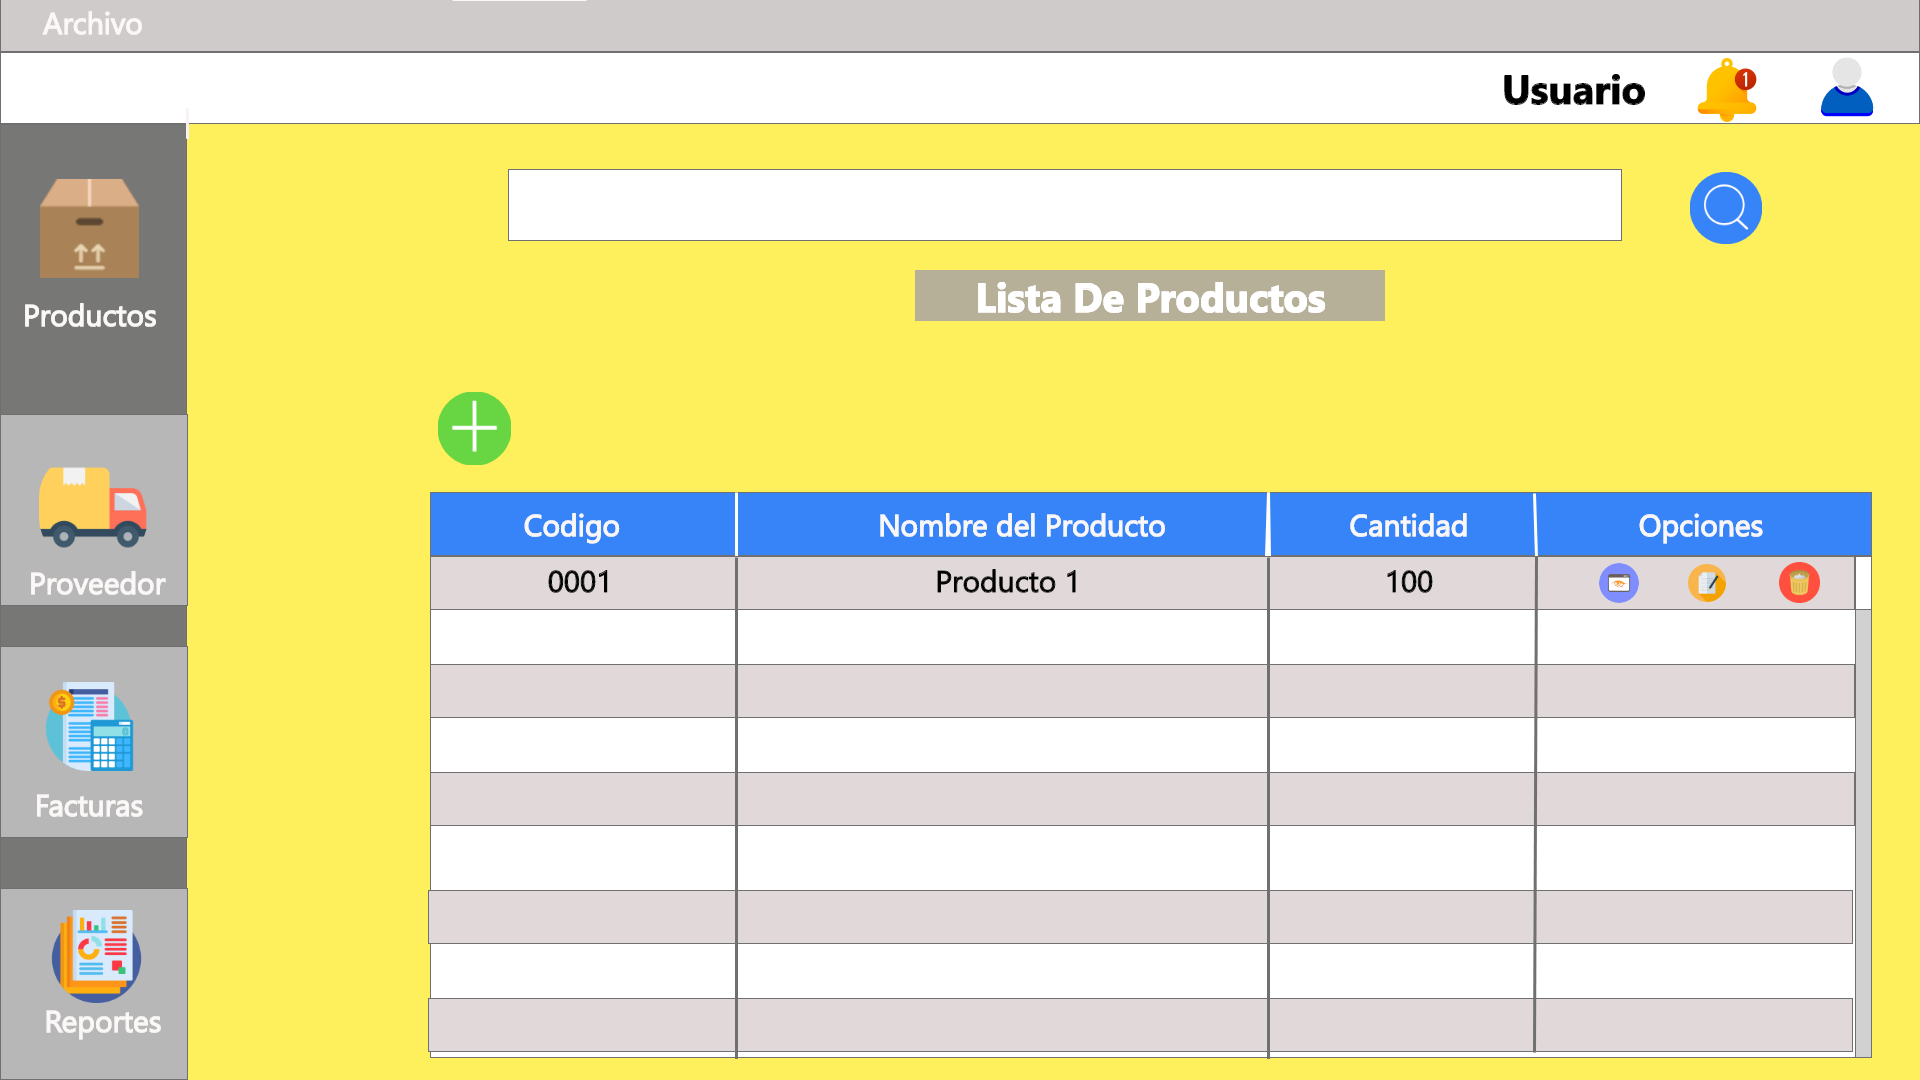 Archivo
Usuario
1
Productos
Lista De Productos
Proveedor
Codigo Nombre del Producto Cantidad Opciones
0001 Producto 1 100
$
Facturas
Reportes